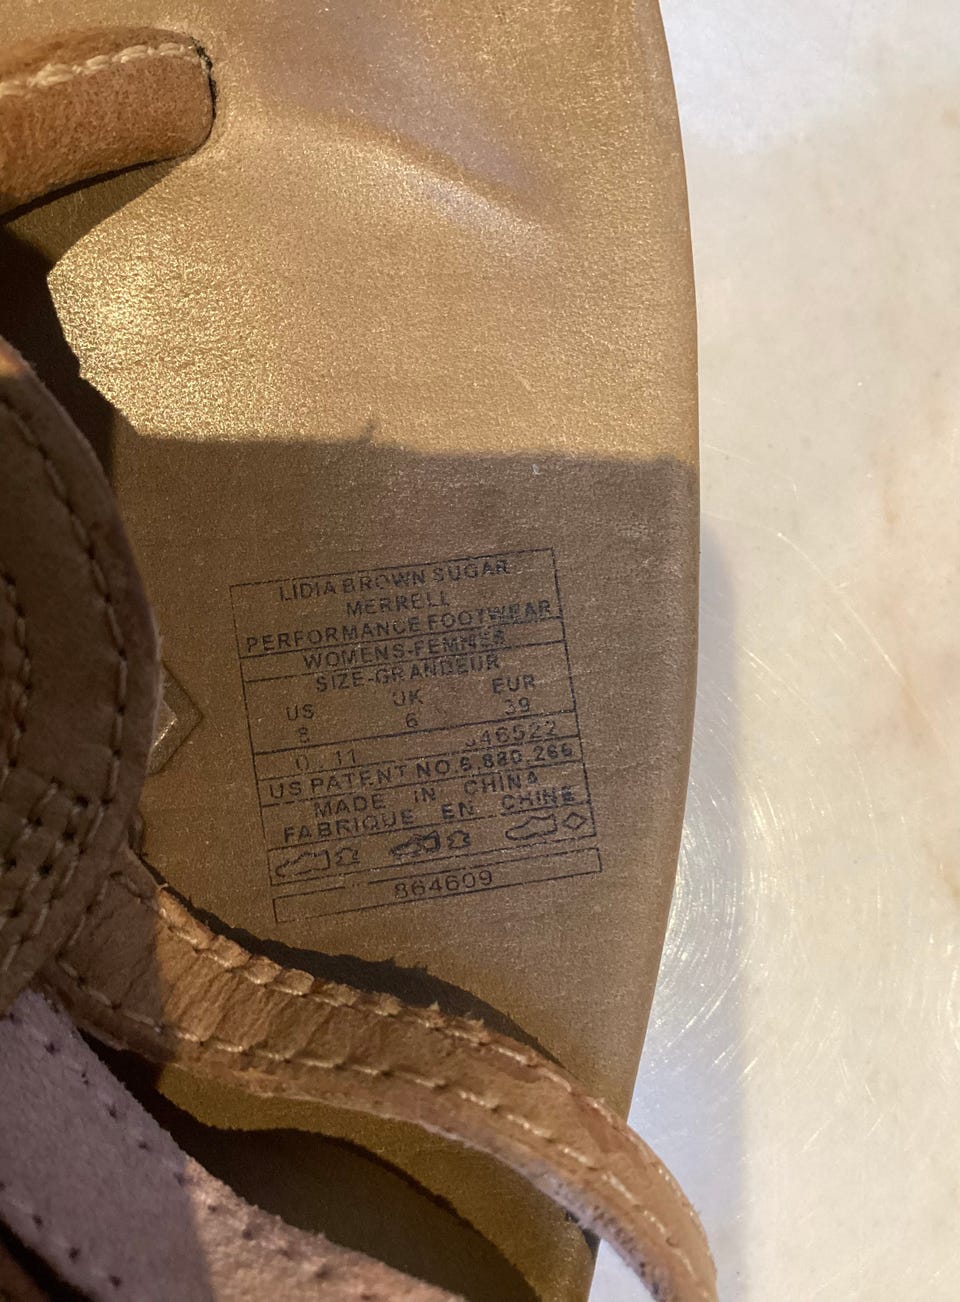 LIDIA BROWN SUGAR
MERRELL
PERFORMANCE FOOTWEAR
WOMENS-FEMMES
SIZE-GRANDEUR
US UK EUR
8 6 39
0 . 11 46522
US PATENT NO.6,880,266
MADE IN CHINA
FABRIQUE EN CHINE
864609